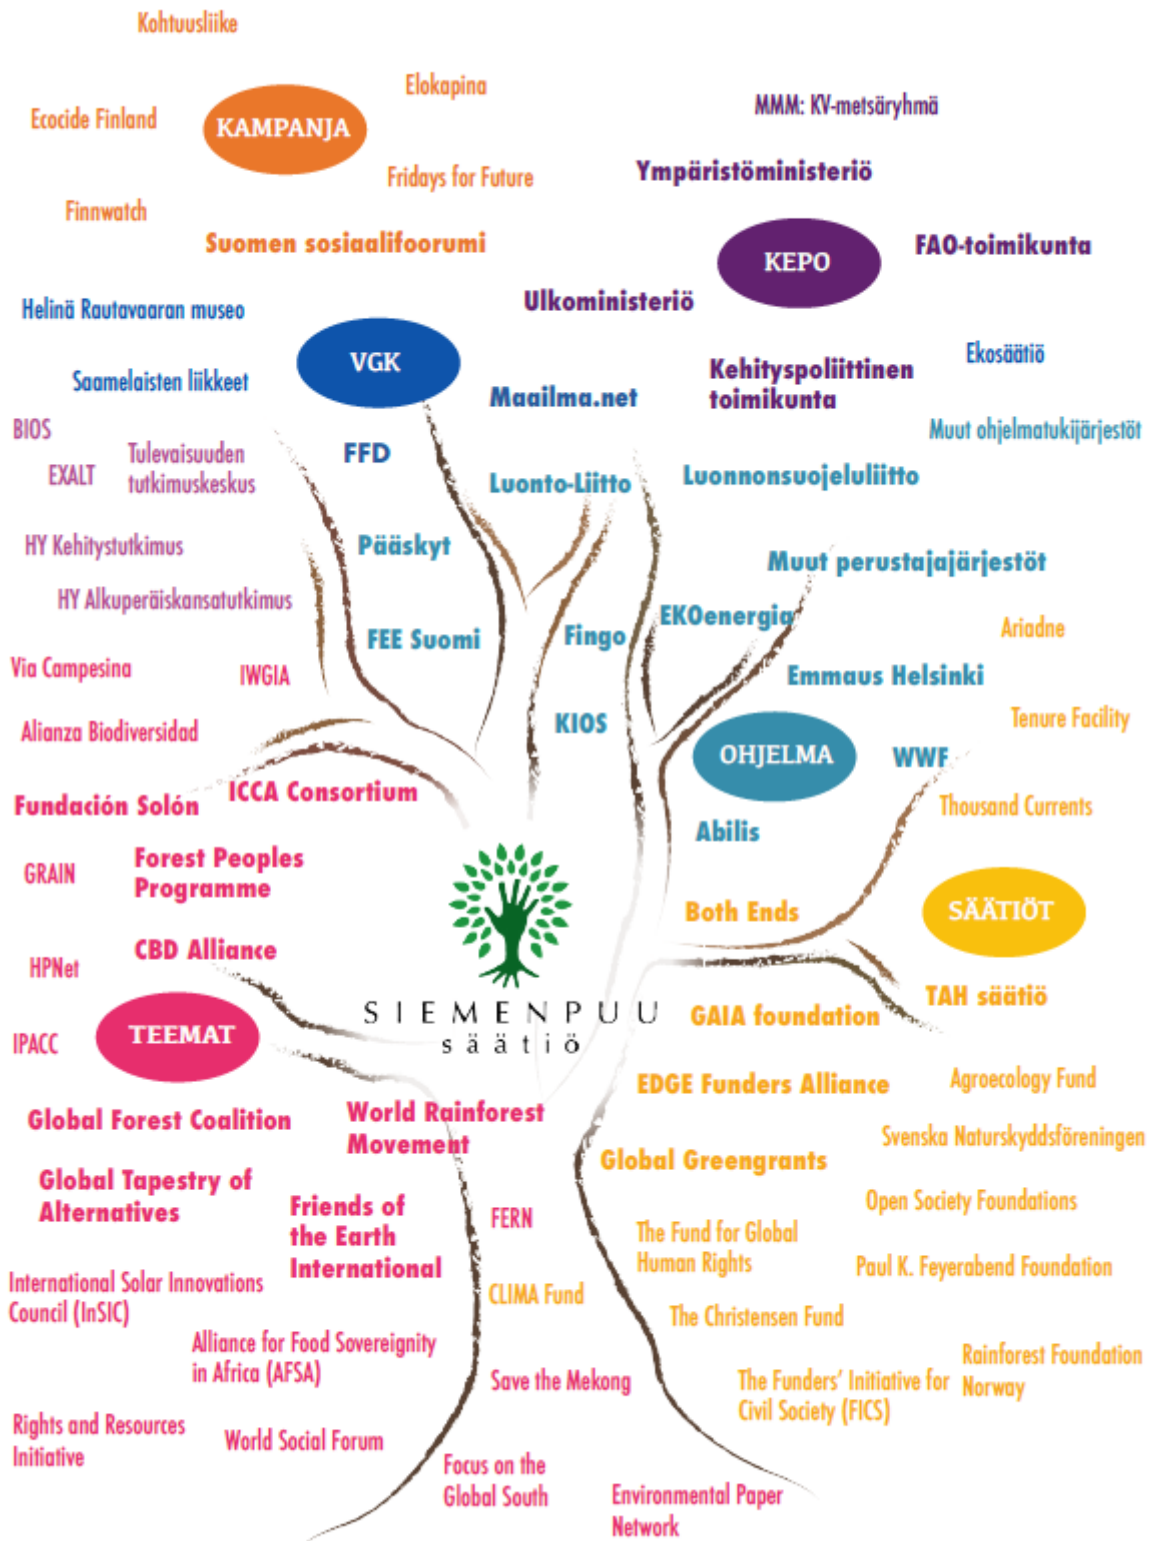 Kohtuusliike
Elokapina
Ecocide Finland
KAMPANJA
MMM: KV-metsäryhmä
Fridays for Future
Ympäristöministeriö
Finnwatch
Suomen sosiaalifoorumi
KEPO
FAO-toimikunta
Ulkoministeriö
Helinä Rautavaaran museo
VGK
Ekosäätiö
Saamelaisten liikkeet
Maailma.net
Kehityspoliittinen
toimikunta
BIOS
Muut ohjelmatukijärjestöt
Tulevaisuuden
tutkimuskeskus
EXALT
FFD
Luonto-Liitto
Luonnonsuojeluliitto
HY Kehitystutkimus
Pääskyt
Muut perustajajärjestöt
HY Alkuperäiskansatutkimus
FEE Suomi
Fingo
EKOenergia
Ariadne
Via Campesina
IWGIA
Emmaus Helsinki
Alianza Biodiversidad
KIOS
Tenure Facility
OHJELMA
WWF
Fundación Solón
ICCA Consortium
Thousand Currents
Abilis
GRAIN
Forest Peoples
Programme
Both Ends
SÄÄTIÖT
CBD Alliance
HPNet
TAH säätiö
SIEMENPUU
säätiö
GAIA foundation
IPACC
TEEMAT
EDGE Funders Alliance
Agroecology Fund
Global Forest Coalition
World Rainforest
Movement
Svenska Naturskyddsföreningen
Global Greengrants
Global Tapestry of
Alternatives
Friends of
the Earth
International
FERN
Open Society Foundations
The Fund for Global
Human Rights
Paul K. Feyerabend Foundation
International Solar Innovations
Council (InSIC)
CLIMA Fund
The Christensen Fund
Alliance for Food Sovereignity
in Africa (AFSA)
Save the Mekong
The Funders' Initiative for
Civil Society (FICS)
Rainforest Foundation
Norway
Rights and Resources
Initiative
World Social Forum
Focus on the
Global South
Environmental Paper
Network